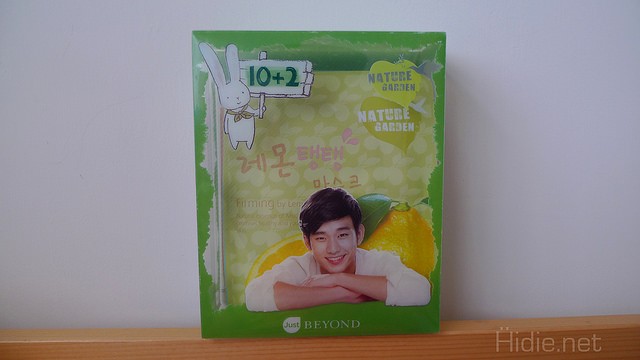 10+2
NATURE
GARDEN
NATURE
GARDEN
레몬탱탱
마스크
Firming by Lemon
Just BEYOND
Hidie.net